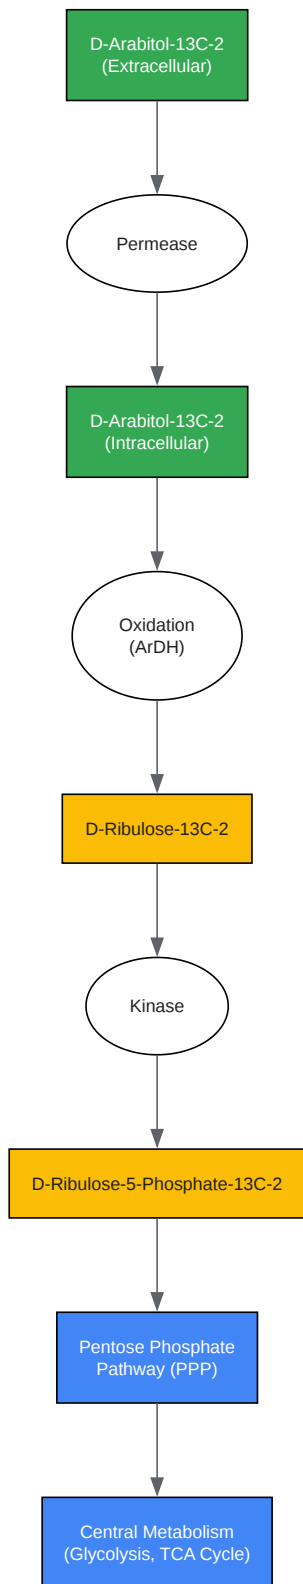 D-Arabitol-13C-2
(Extracellular)
Permease
D-Arabitol-13C-2
(Intracellular)
Oxidation
(ArDH)
D-Ribulose-13C-2
Kinase
D-Ribulose-5-Phosphate-13C-2
Pentose Phosphate
Pathway (PPP)
Central Metabolism
(Glycolysis, TCA Cycle)